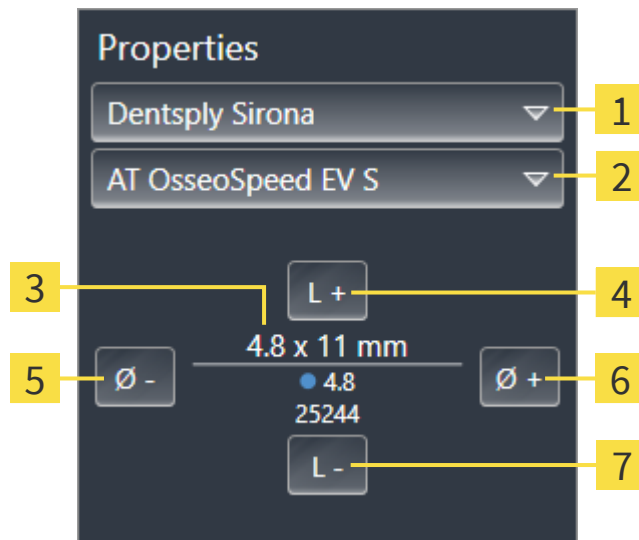 Properties
Dentsply Sirona
1
AT OsseoSpeed EV S
2
3
L +
4
4.8 x 11 mm
5
Ø -
4.8
Ø +
6
25244
L -
7